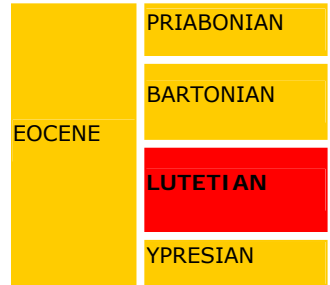 PRIABONIAN
BARTONIAN
EOCENE
LUTETIAN
YPRESIAN